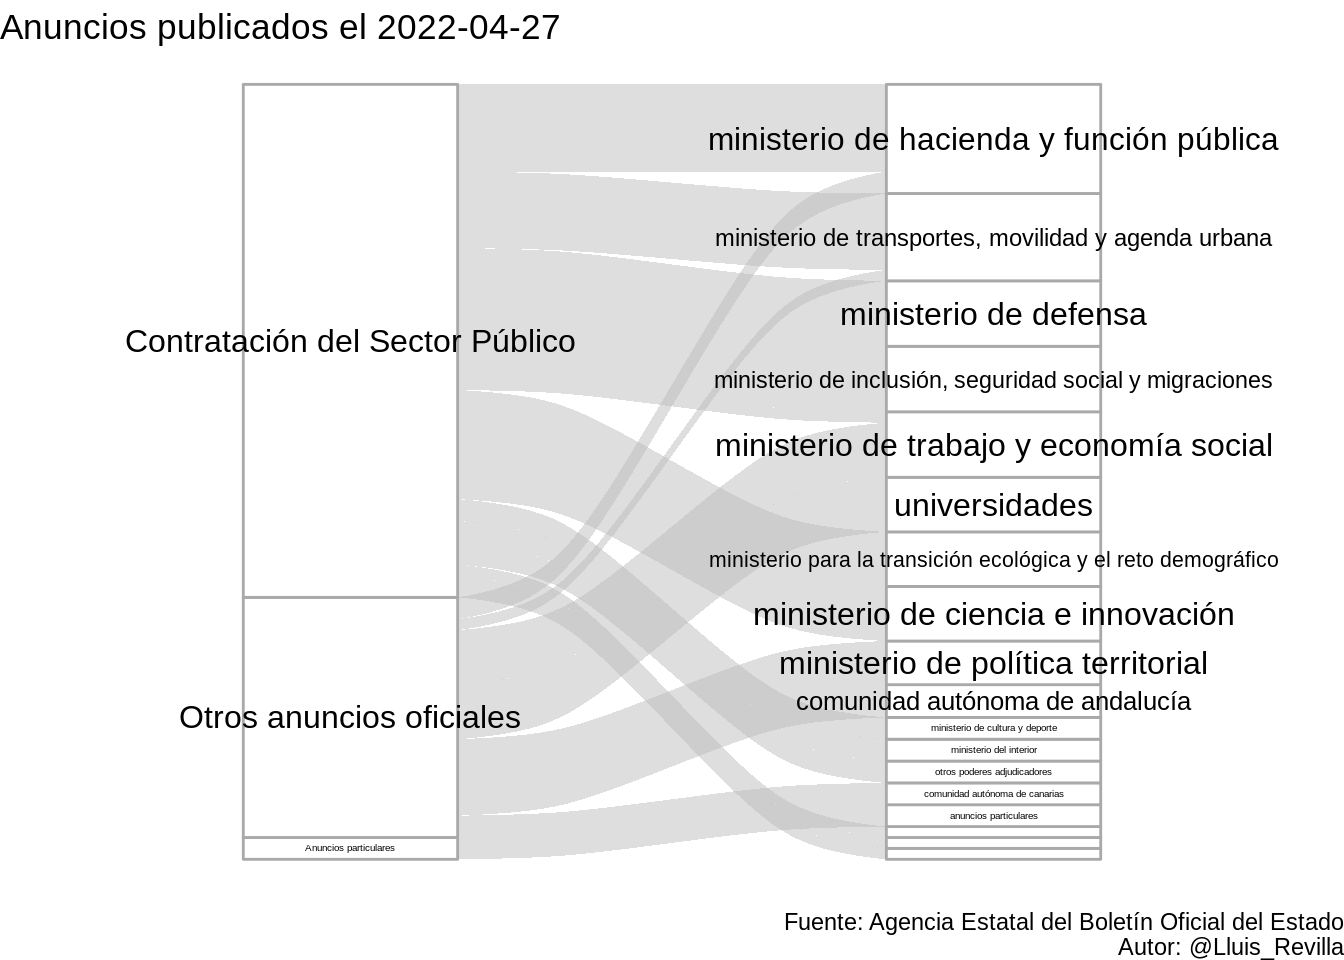 Anuncios publicados el 2022-04-27
ministerio de hacienda y función pública
ministerio de transportes, movilidad y agenda urbana
ministerio de defensa
Contratación del Sector Público
ministerio de inclusión, seguridad social y migraciones
ministerio de trabajo y economía social
universidades
ministerio para la transición ecológica y el reto demográfico
ministerio de ciencia e innovación
ministerio de política territorial
comunidad autónoma de andalucía
Otros anuncios oficiales
ministerio de cultura y deporte
ministerio del interior
otros poderes adjudicadores
comunidad autónoma de canarias
anuncios particulares
Anuncios particulares
Fuente: Agencia Estatal del Boletín Oficial del Estado
Autor: @Lluis_Revilla